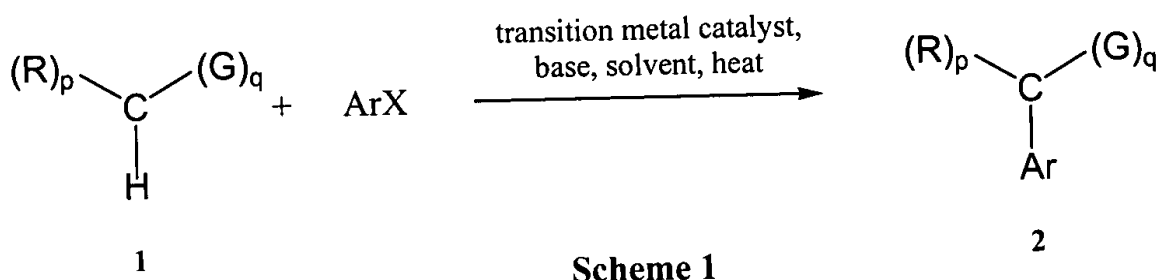 transition metal catalyst,
base, solvent, heat
(R)p
(G)q
C
H
+
ArX
(R)p
(G)q
C
Ar
1
2
Scheme 1